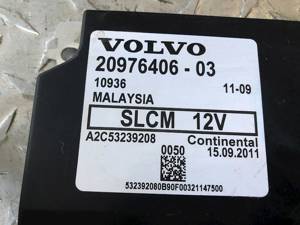 VOLVO
20976406 - 03
10936 11-09
MALAYSIA
SLCM 12V
A2C53239208 Continental
0050 15.09.2011
532392080B90F00321147500